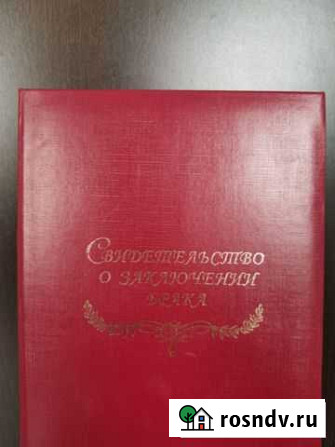 Свидетельство
о заключении
брака
rosndv.ru